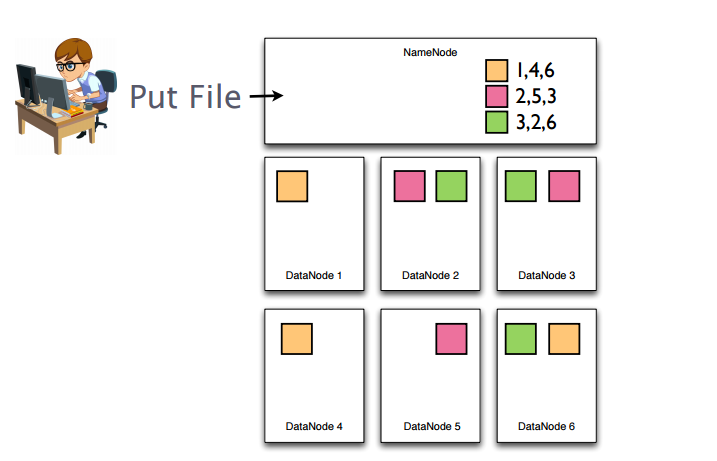 NameNode
Put File
1,4,6
2,5,3
3,2,6
DataNode 1
DataNode 2
DataNode 3
DataNode 4
DataNode 5
DataNode 6